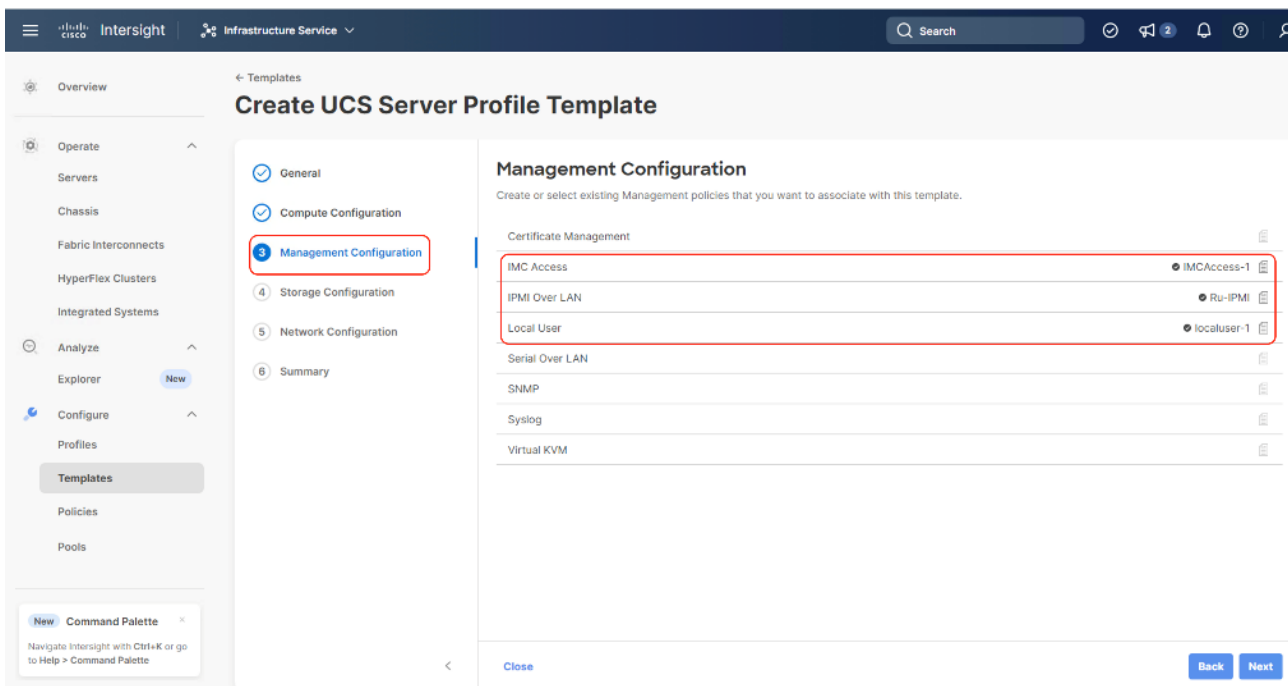 cisco Intersight
Infrastructure Service
Search
2
Overview
Operate
Servers
Chassis
Fabric Interconnects
HyperFlex Clusters
Integrated Systems
Analyze
Explorer New
Configure
Profiles
Templates
Policies
Pools
New Command Palette ×
Navigate Intersight with Ctrl+K or go
to Help > Command Palette
← Templates
Create UCS Server Profile Template
General
Compute Configuration
3 Management Configuration
4 Storage Configuration
5 Network Configuration
6 Summary
Management Configuration
Create or select existing Management policies that you want to associate with this template.
Certificate Management
IMC Access IMCAccess-1
IPMI Over LAN Ru-IPMI
Local User localuser-1
Serial Over LAN
SNMP
Syslog
Virtual KVM
< Close Back Next